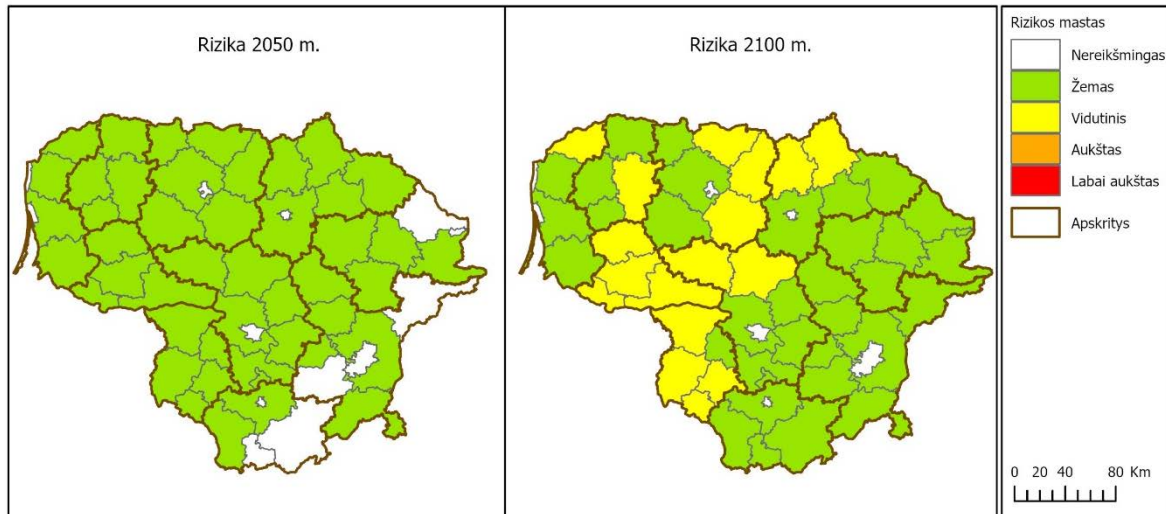 Rizika 2050 m.
Rizika 2100 m.
Rizikos mastas
Nereikšmingas
Žemas
Vidutinis
Aukštas
Labai aukštas
Apskritys
0 20 40 80 Km